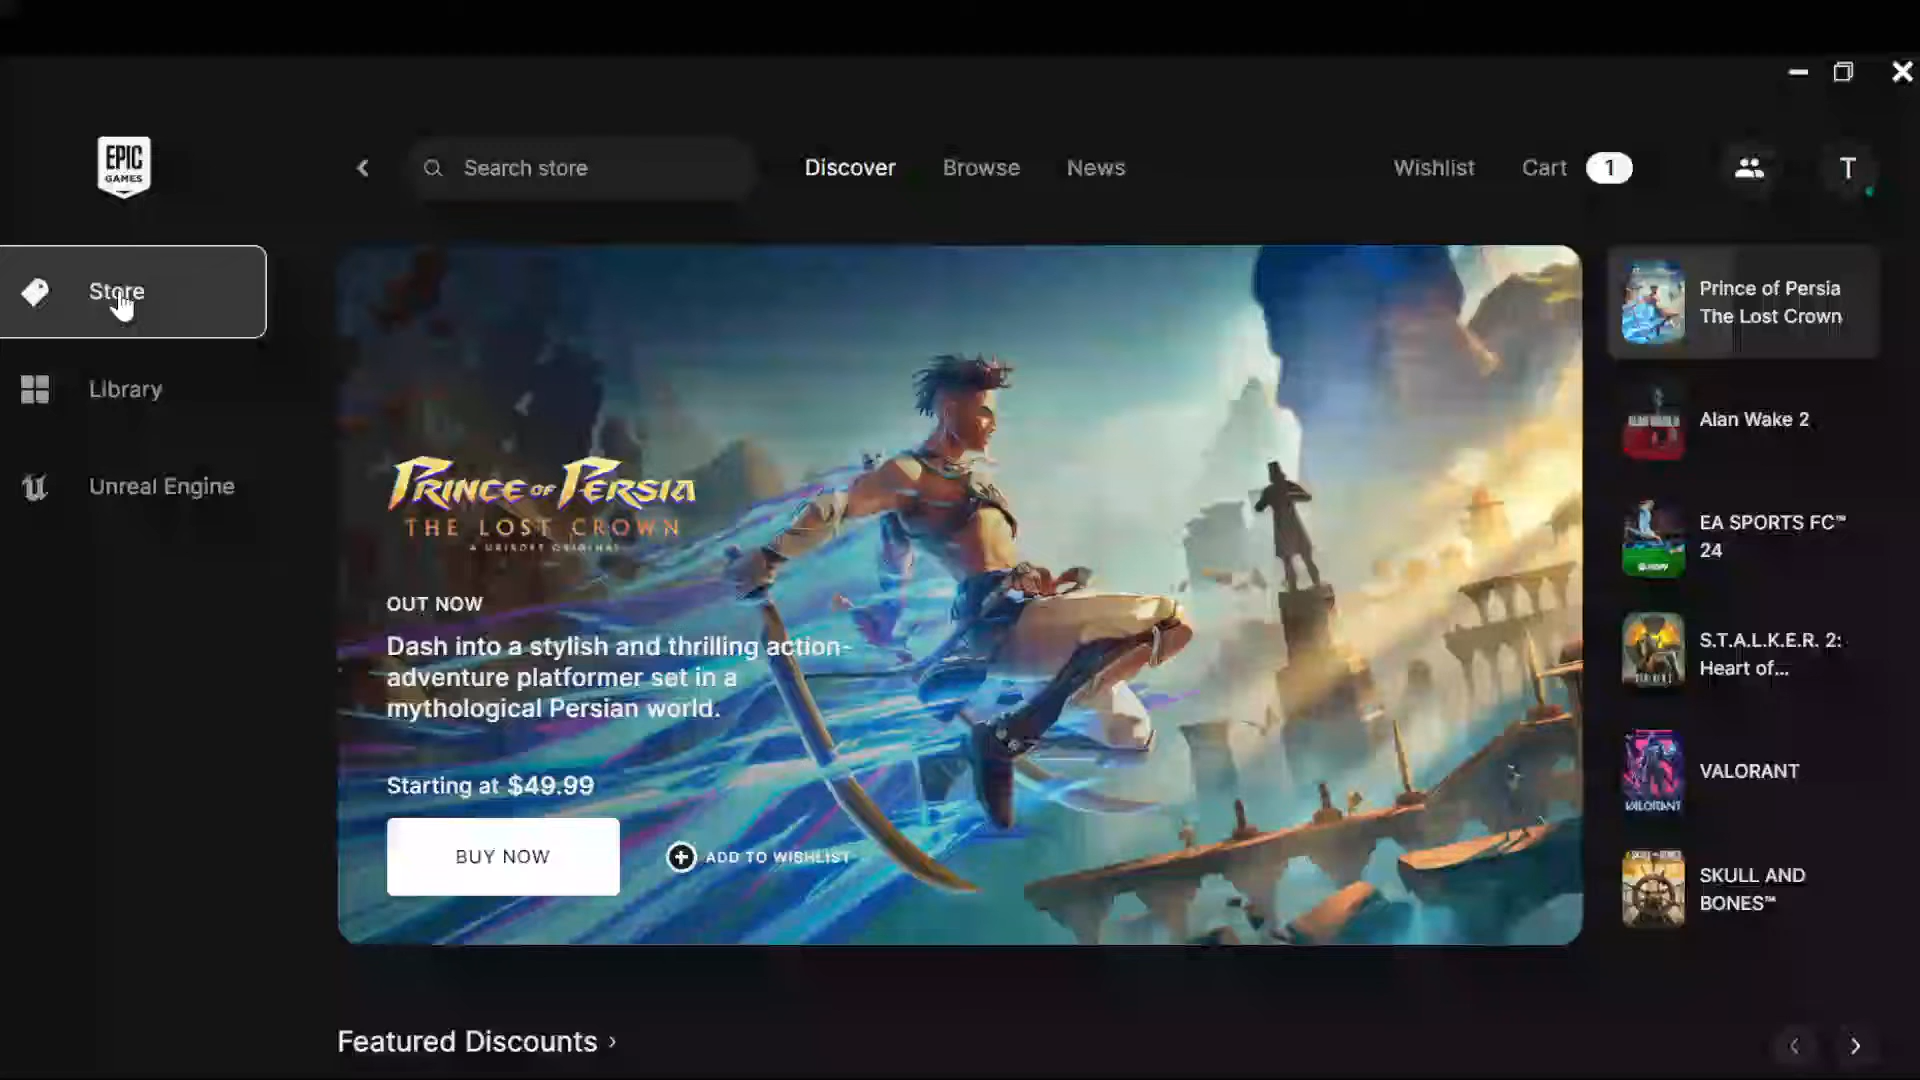 EPIC
GAMES
Search store
Discover
Browse
News
Wishlist
Cart
1
T
Store
Library
Unreal Engine
PRINCE OF PERSIA
THE LOST CROWN
A UBISOFT ORIGINAL
OUT NOW
Dash into a stylish and thrilling action-
adventure platformer set in a
mythological Persian world.
Starting at $49.99
BUY NOW
ADD TO WISHLIST
Prince of Persia
The Lost Crown
Alan Wake 2
EA SPORTS FC™
24
S.T.A.L.K.E.R. 2:
Heart of...
VALORANT
VALORANT
SKULL AND
BONES™
Featured Discounts